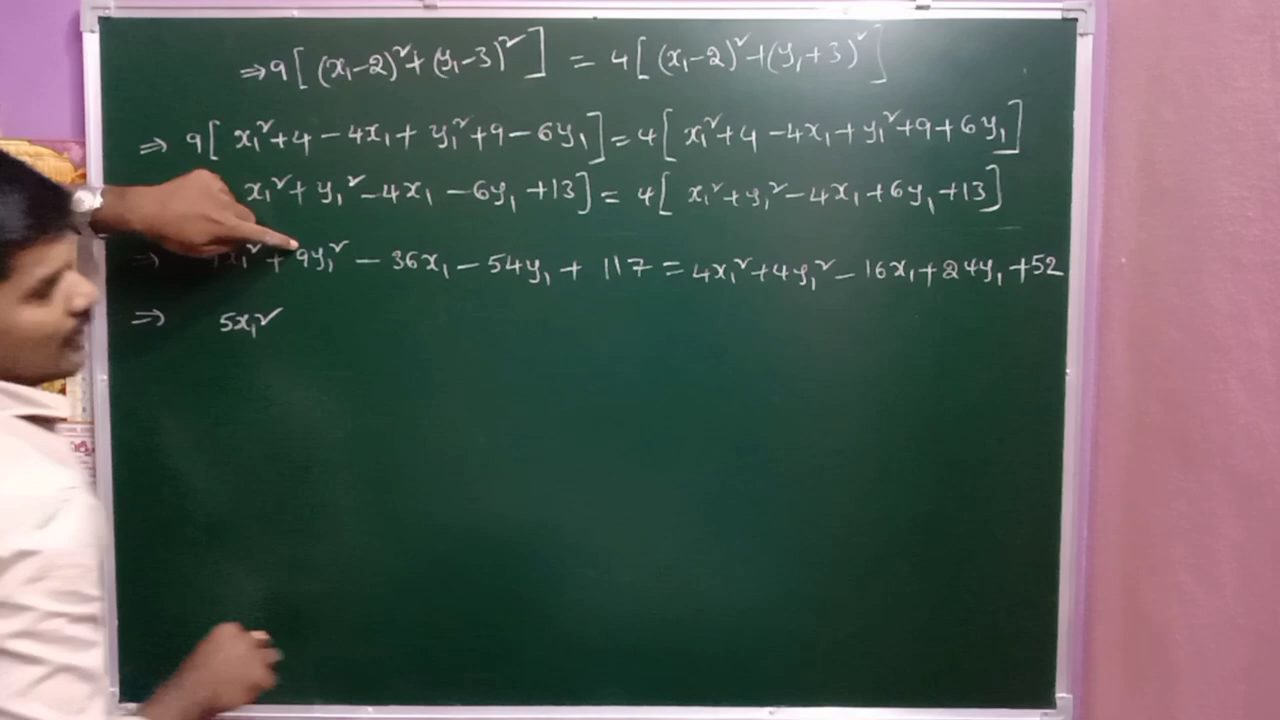 ⇒ 9[(x₁-2)²+(y₁-3)²] = 4[(x₁-2)²+(y₁+3)²]
⇒ 9[x₁²+4-4x₁+y₁²+9-6y₁] = 4[x₁²+4-4x₁+y₁²+9+6y₁]
x₁²+y₁²-4x₁-6y₁+13] = 4[x₁²+y₁²-4x₁+6y₁+13]
⇒ 9x₁²+9y₁²-36x₁-54y₁+117 = 4x₁²+4y₁²-16x₁+24y₁+52
⇒ 5x₁²